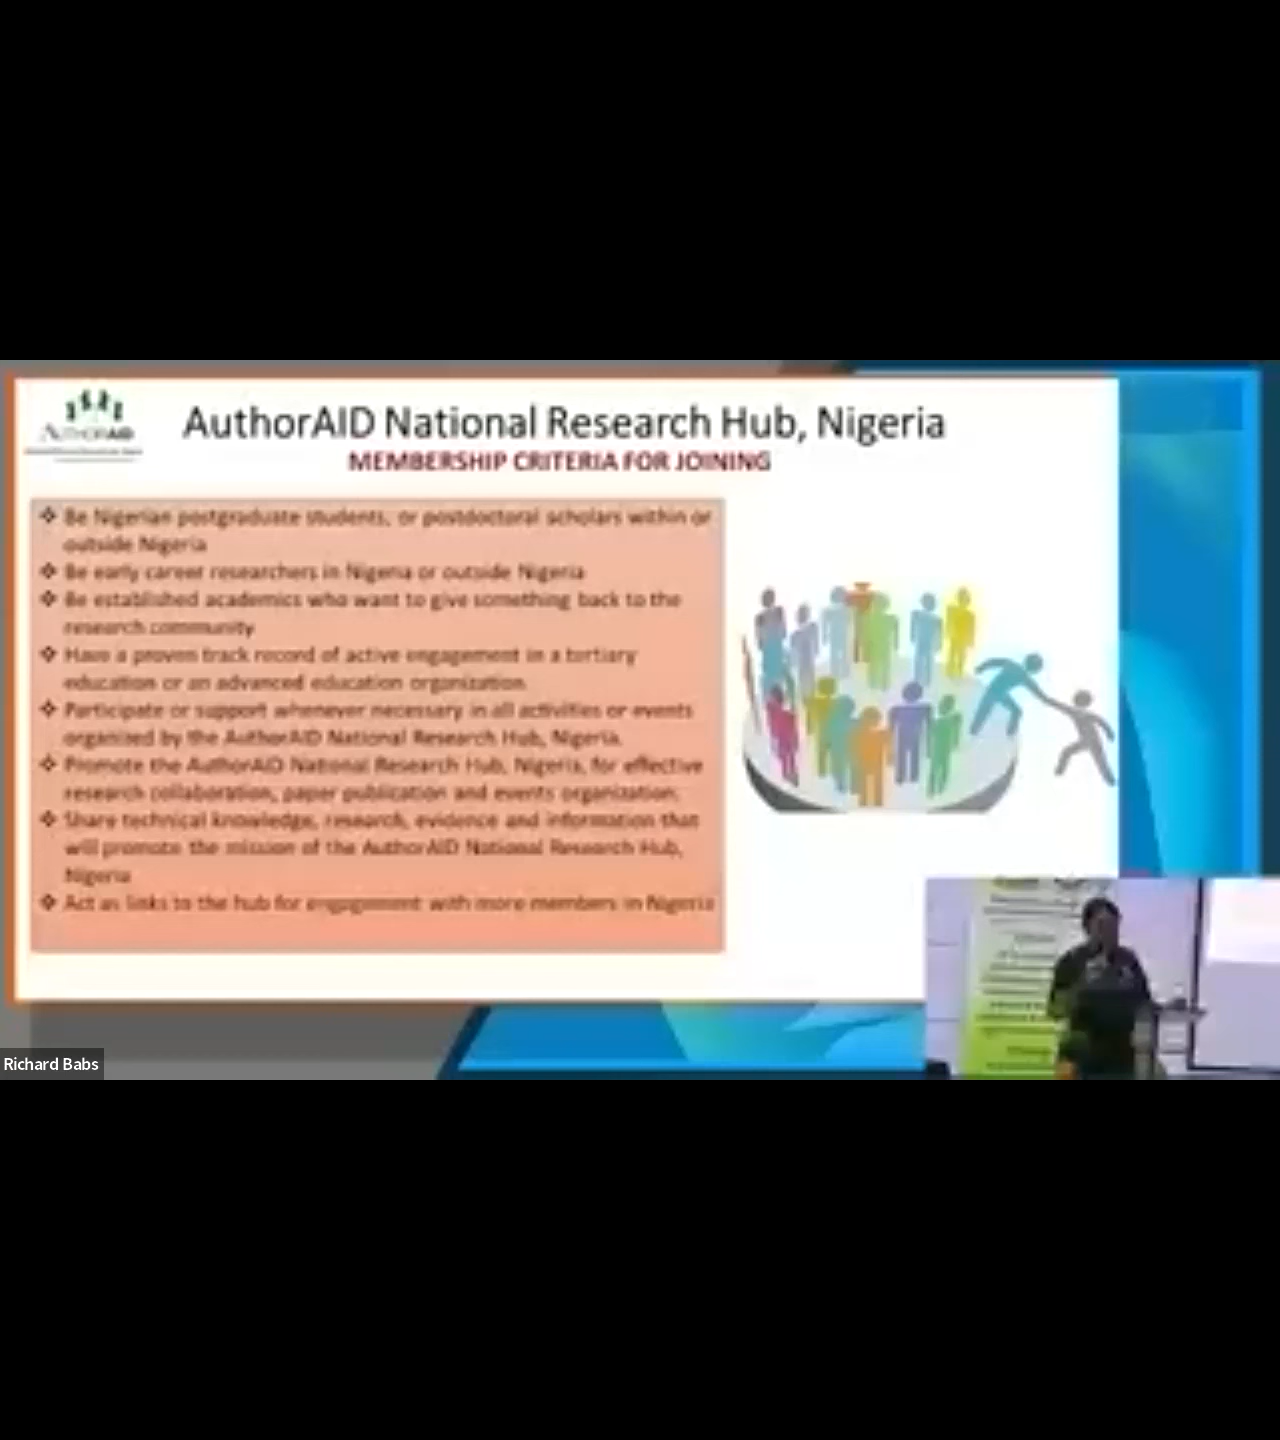 AUTHORAID
AuthorAID National Research Hub, Nigeria
MEMBERSHIP CRITERIA FOR JOINING
❖ Be Nigerian postgraduate students, or postdoctoral scholars within or
outside Nigeria
❖ Be early career researchers in Nigeria or outside Nigeria
❖ Be established academics who want to give something back to the
research community
❖ Have a proven track record of active engagement in a tertiary
education or an advanced education organization.
❖ Participate or support whenever necessary in all activities or events
organized by the AuthorAID National Research Hub, Nigeria.
❖ Promote the AuthorAID National Research Hub, Nigeria, for effective
research collaboration, paper publication and events organization.
❖ Share technical knowledge, research, evidence and information that
will promote the mission of the AuthorAID National Research Hub,
Nigeria
❖ Act as links to the hub for engagement with more members in Nigeria
Richard Babs